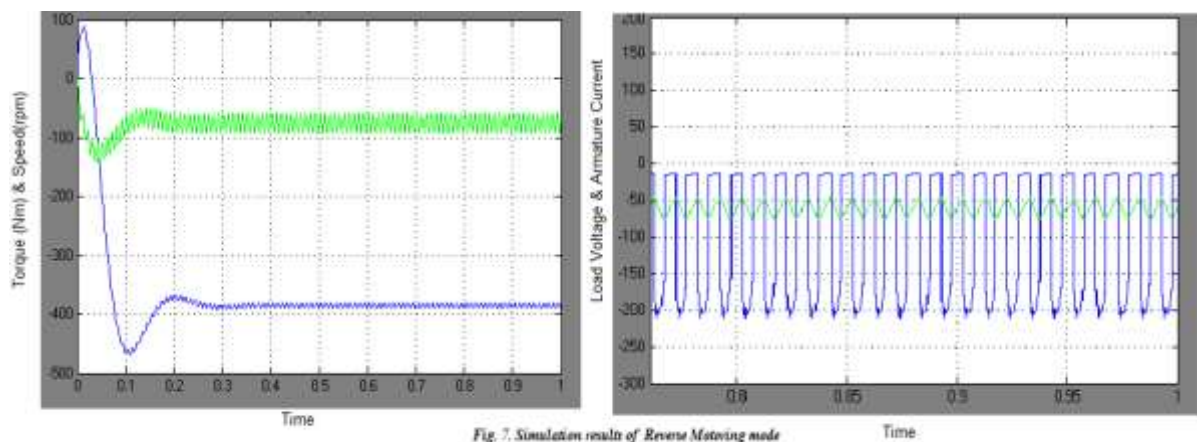 Torque (Nm) & Speed(rpm)
100
0
-100
-200
-300
-400
-500
0 0.1 0.2 0.3 0.4 0.5 0.6 0.7 0.8 0.9 1
Time
Load Voltage & Armature Current
200
150
100
50
0
-50
-100
-150
-200
-250
-300
0.8 0.85 0.9 0.95 1
Time
Fig. 7. Simulation results of Reverse Motoring mode